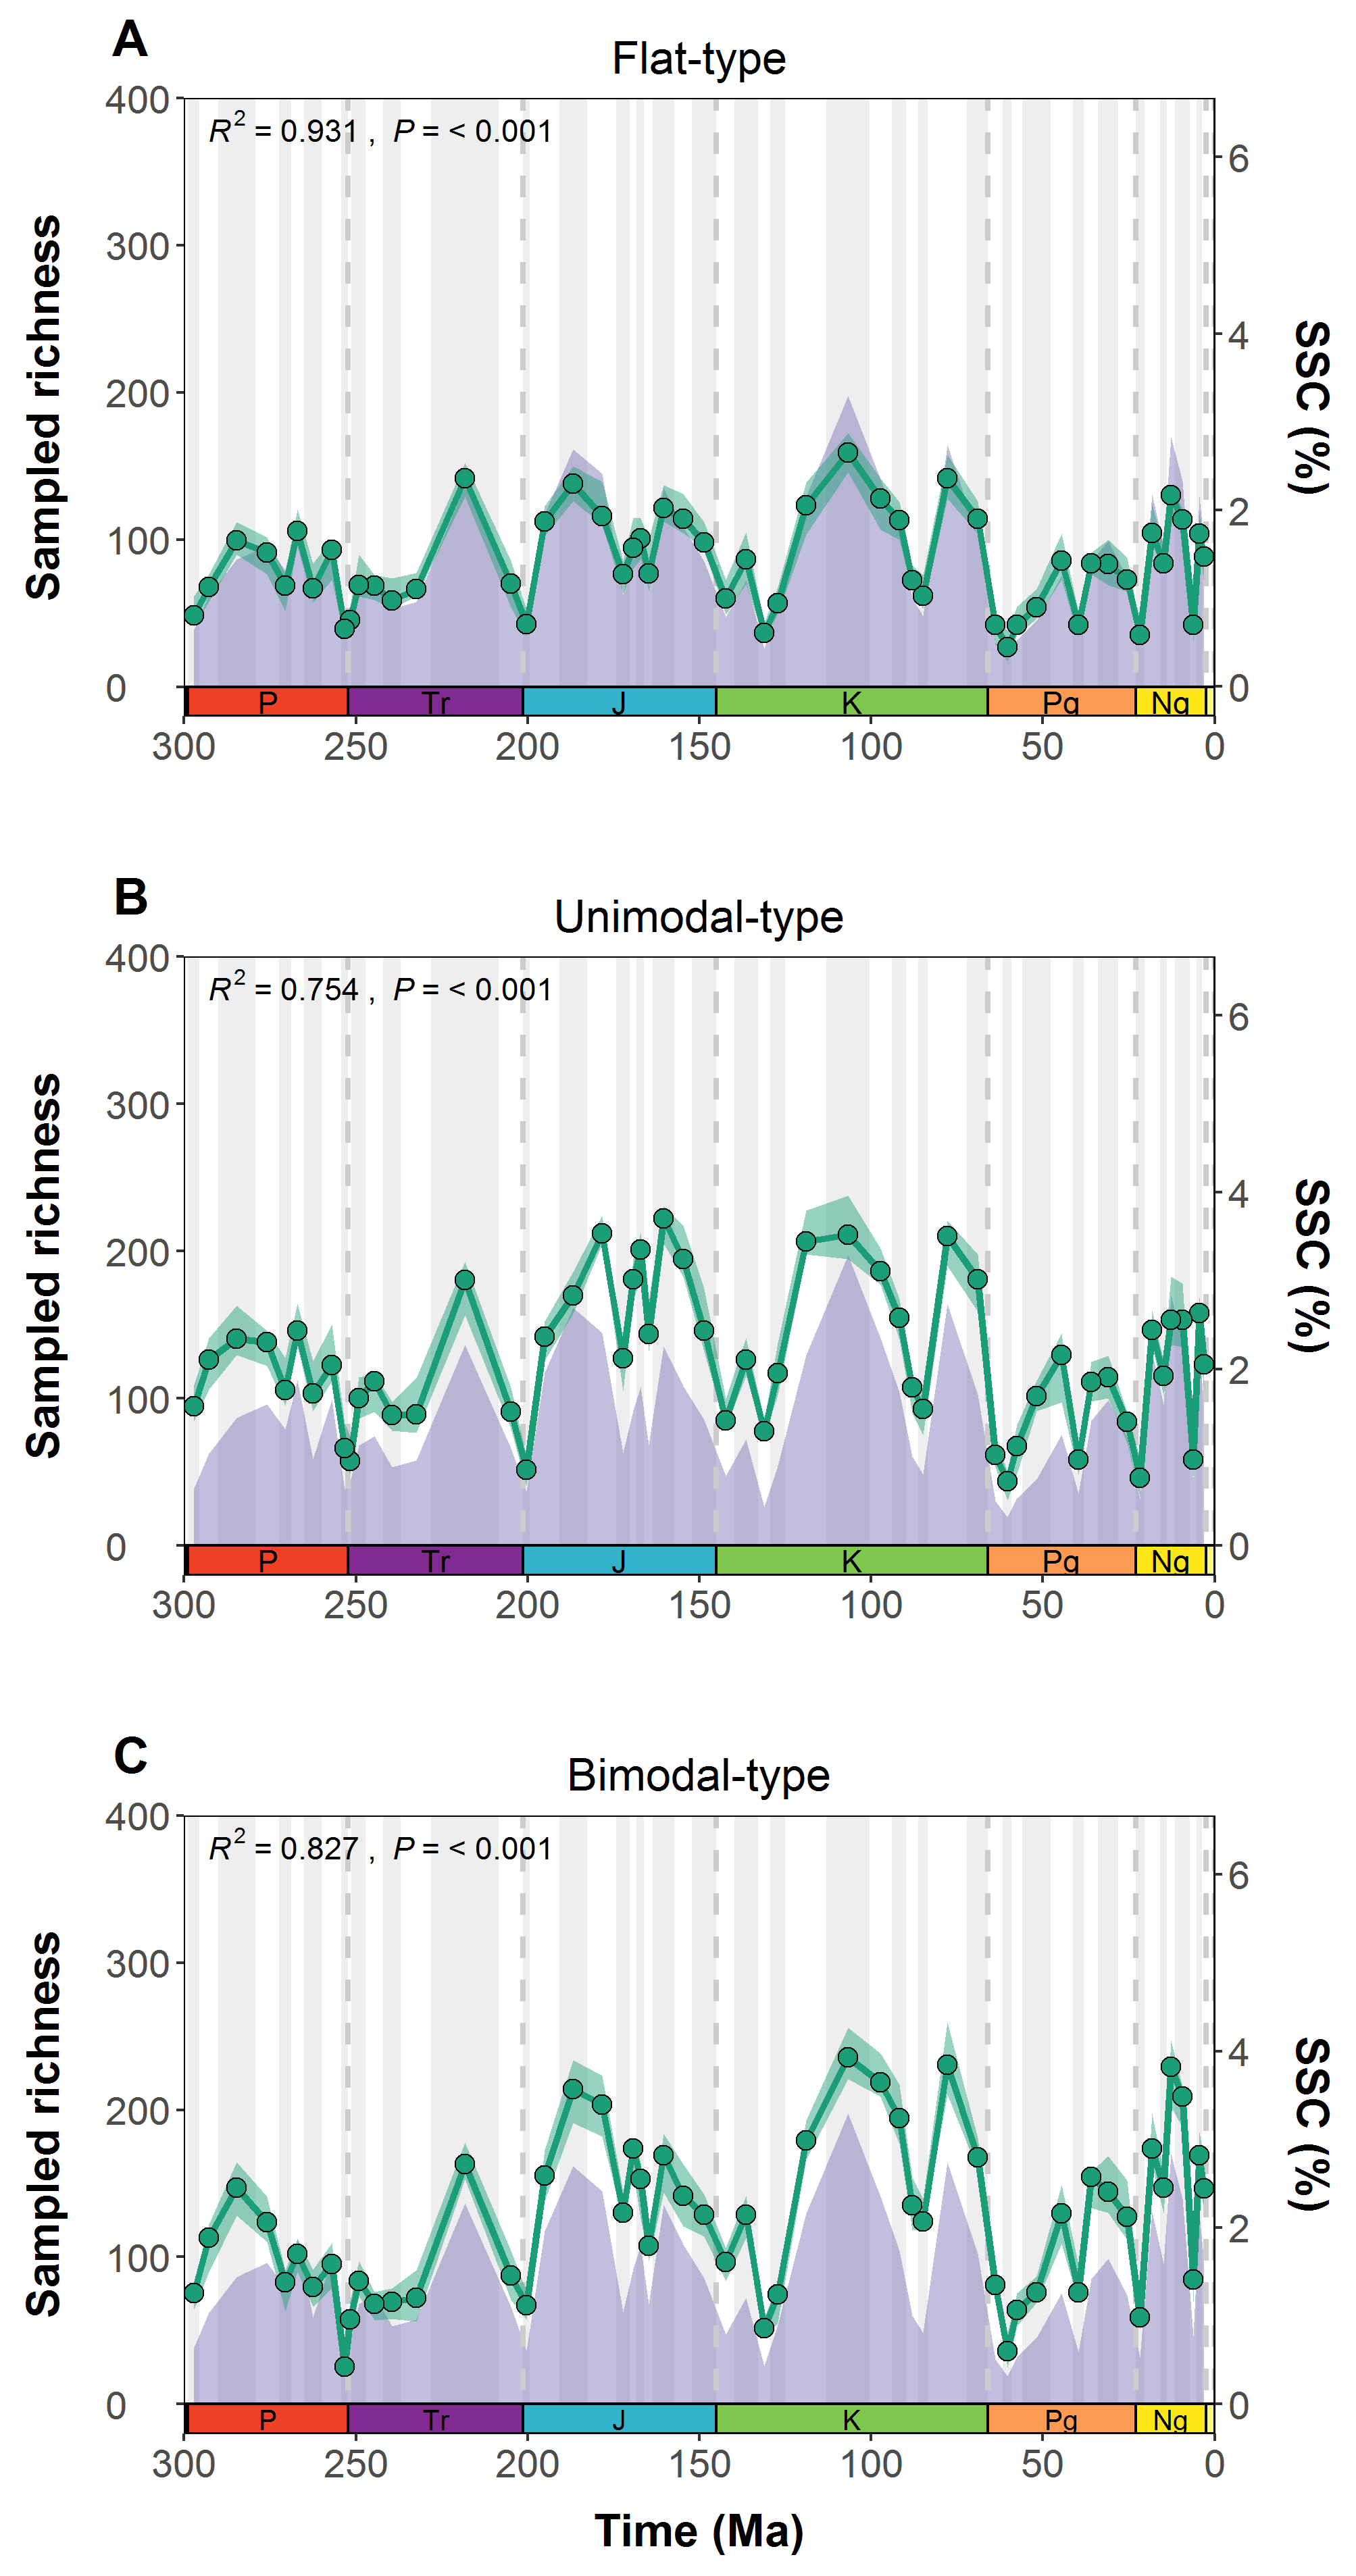 A
Flat-type
R² = 0.931 , P = < 0.001
400
300
200
100
0
Sampled richness
6
4
2
0
SSC (%)
P Tr J K Pg Ng
300 250 200 150 100 50 0
B
Unimodal-type
R² = 0.754 , P = < 0.001
400
300
200
100
0
Sampled richness
6
4
2
0
SSC (%)
P Tr J K Pg Ng
300 250 200 150 100 50 0
C
Bimodal-type
R² = 0.827 , P = < 0.001
400
300
200
100
0
Sampled richness
6
4
2
0
SSC (%)
P Tr J K Pg Ng
300 250 200 150 100 50 0
Time (Ma)